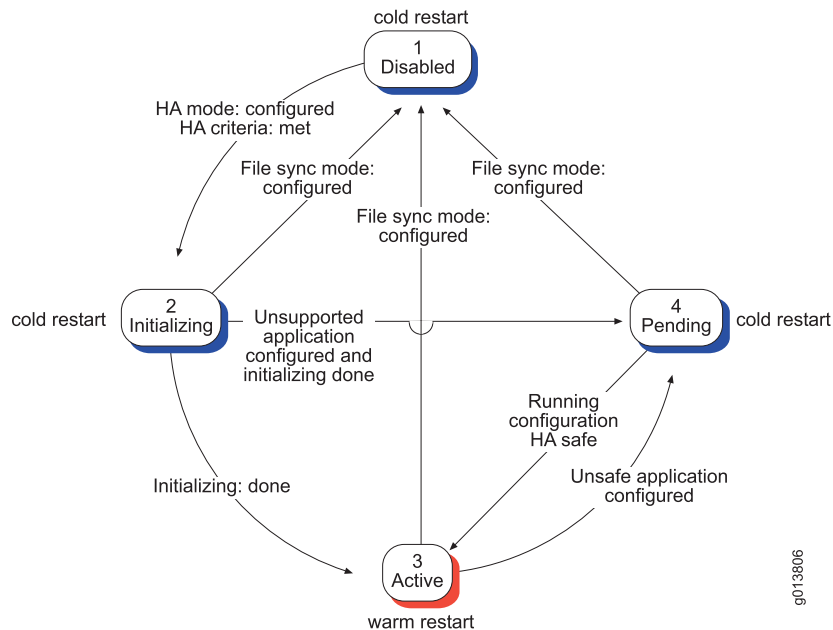 cold restart
1
Disabled
HA mode: configured
HA criteria: met
File sync mode:
configured
File sync mode:
configured
File sync mode:
configured
2
Initializing
cold restart
Unsupported
application
configured and
initializing done
4
Pending
cold restart
Running
configuration
HA safe
Unsafe application
configured
Initializing: done
3
Active
warm restart
g013806